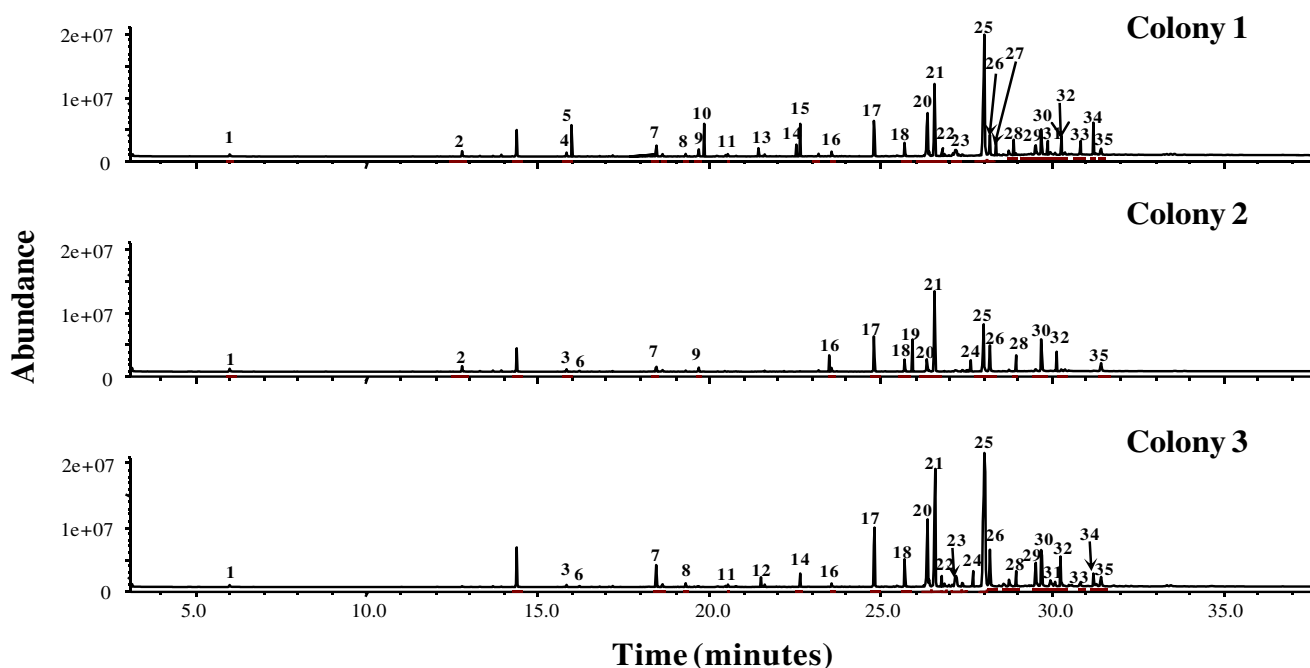 Colony 1
2e+07
1e+07
0
1 2 4 5 7 8 9 10 11 13 14 15 16 17 18 20 21 22 23 25 26 27 28 29 30 31 32 33 34 35
Colony 2
2e+07
1e+07
0
1 2 3 6 7 9 16 17 18 19 20 21 24 25 26 28 30 32 35
Colony 3
2e+07
1e+07
0
1 3 6 7 8 11 12 14 16 17 18 20 21 22 23 24 25 26 28 29 30 31 32 33 34 35
Abundance
5.0 10.0 15.0 20.0 25.0 30.0 35.0
Time (minutes)